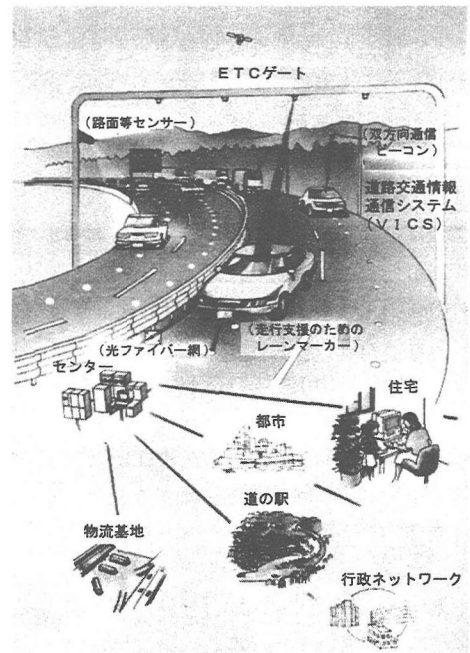 ETCゲート
(路面等センサー)
(双方向通信
ビーコン)
道路交通情報
通信システム
(VICS)
(走行支援のための
レーンマーカー)
(光ファイバー網)
センター
住宅
都市
道の駅
物流基地
行政ネットワーク